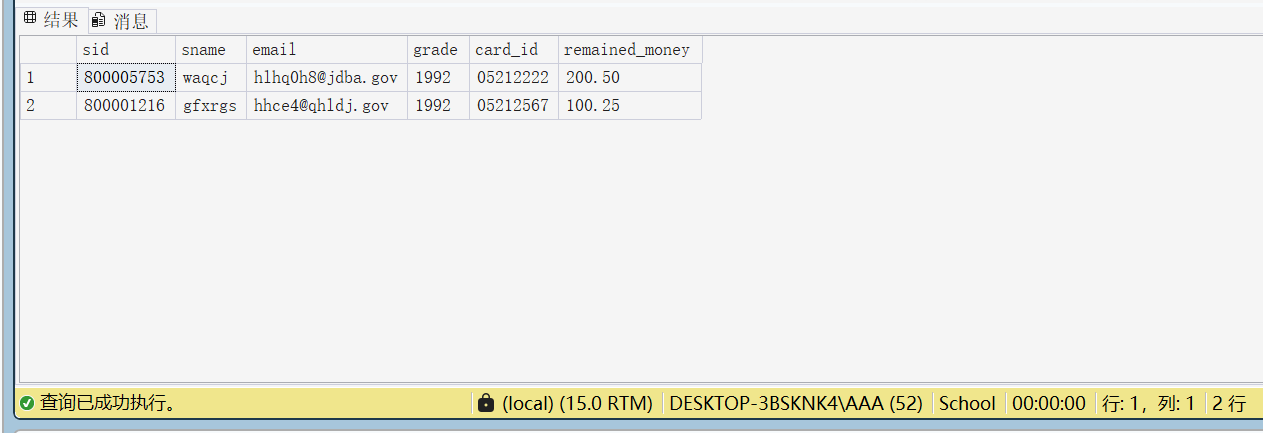 结果 消息
sid sname email grade card_id remained_money
1 800005753 waqcj hlhq0h8@jdba.gov 1992 05212222 200.50
2 800001216 gfxrgs hhce4@qhldj.gov 1992 05212567 100.25
查询已成功执行。 (local) (15.0 RTM) DESKTOP-3BSKNK4\AAA (52) School 00:00:00 行: 1，列: 1 2 行